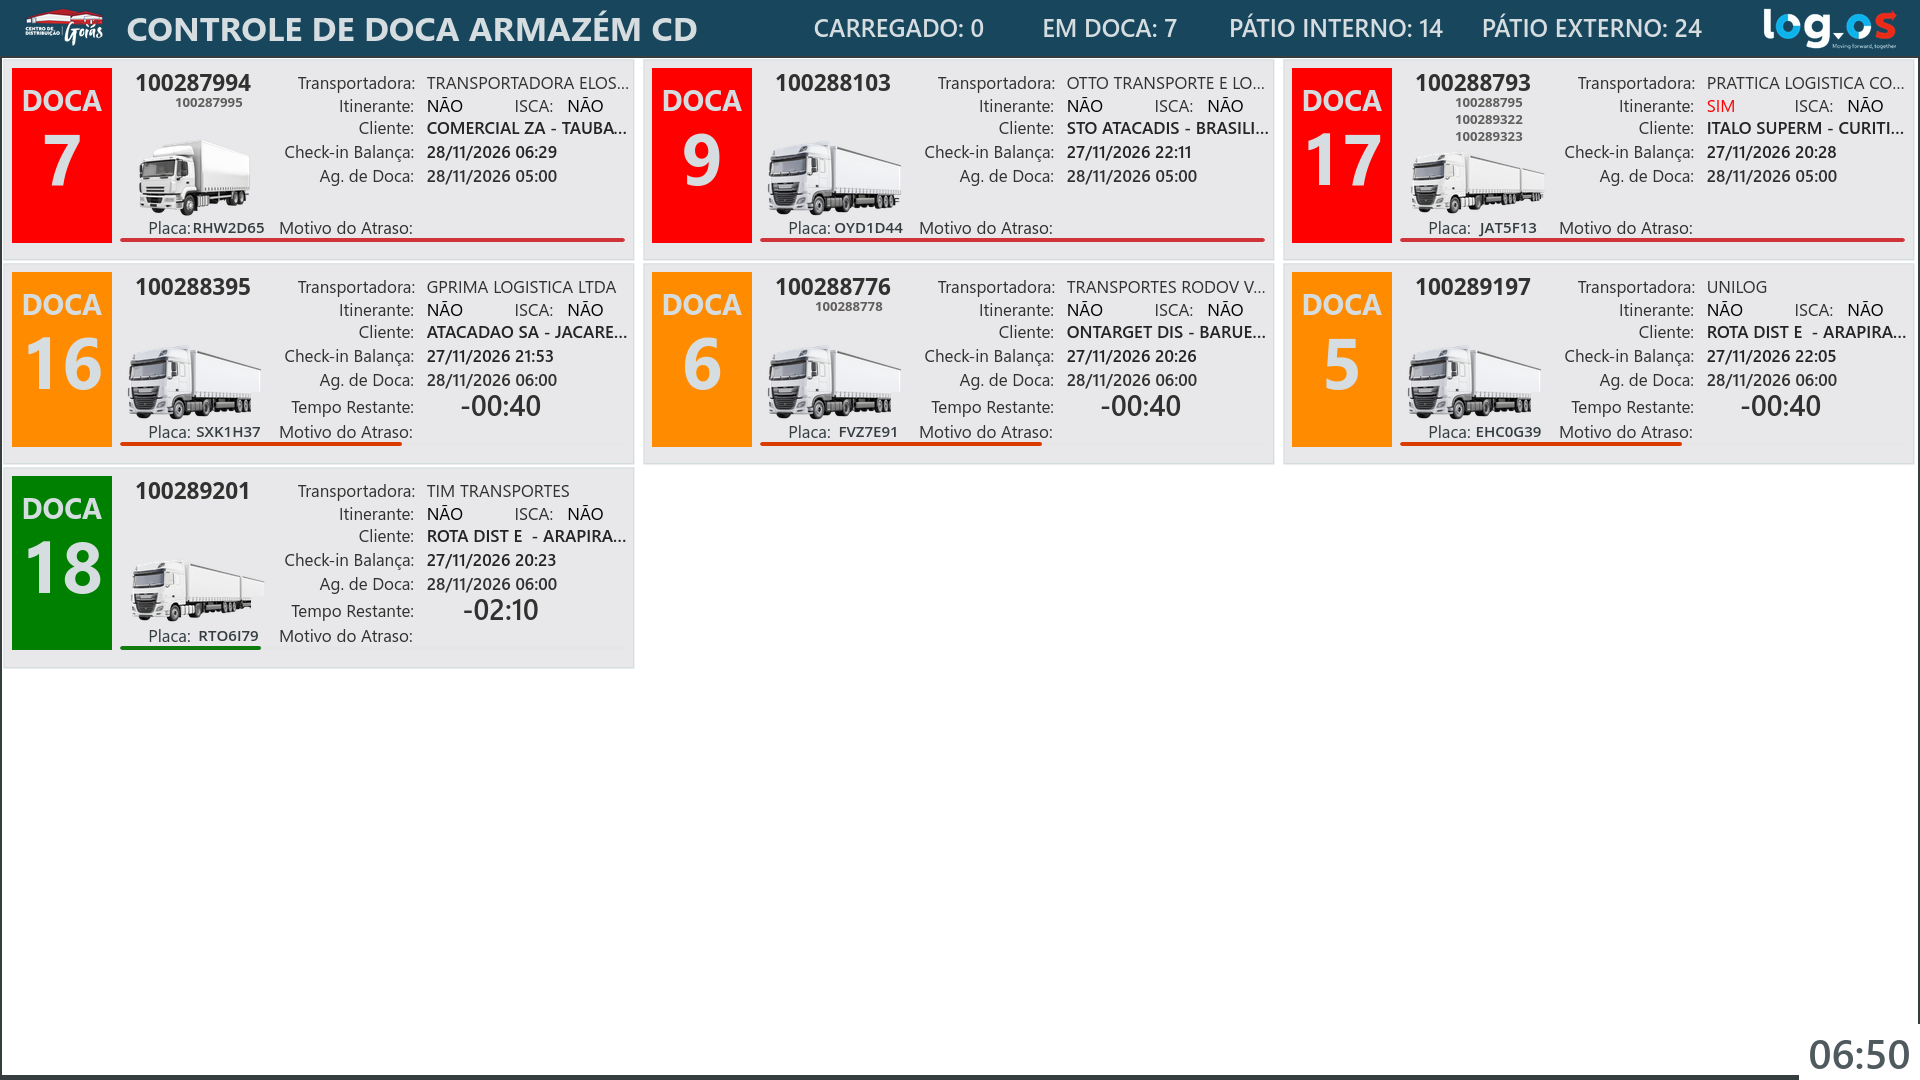 CENTRO DE DISTRIBUIÇÃO Goiás
CONTROLE DE DOCA ARMAZÉM CD
CARREGADO: 0
EM DOCA: 7
PÁTIO INTERNO: 14
PÁTIO EXTERNO: 24
log.os
Moving forward, together
DOCA
7
100287994
100287995
Transportadora: TRANSPORTADORA ELOS...
Itinerante: NÃO ISCA: NÃO
Cliente: COMERCIAL ZA - TAUBA...
Check-in Balança: 28/11/2026 06:29
Ag. de Doca: 28/11/2026 05:00
Placa: RHW2D65 Motivo do Atraso:
DOCA
9
100288103
Transportadora: OTTO TRANSPORTE E LO...
Itinerante: NÃO ISCA: NÃO
Cliente: STO ATACADIS - BRASILI...
Check-in Balança: 27/11/2026 22:11
Ag. de Doca: 28/11/2026 05:00
Placa: OYD1D44 Motivo do Atraso:
DOCA
17
100288793
100288795
100289322
100289323
Transportadora: PRATTICA LOGISTICA CO...
Itinerante: SIM ISCA: NÃO
Cliente: ITALO SUPERM - CURITI...
Check-in Balança: 27/11/2026 20:28
Ag. de Doca: 28/11/2026 05:00
Placa: JAT5F13 Motivo do Atraso:
DOCA
16
100288395
Transportadora: GPRIMA LOGISTICA LTDA
Itinerante: NÃO ISCA: NÃO
Cliente: ATACADAO SA - JACARE...
Check-in Balança: 27/11/2026 21:53
Ag. de Doca: 28/11/2026 06:00
Tempo Restante: -00:40
Placa: SXK1H37 Motivo do Atraso:
DOCA
6
100288776
100288778
Transportadora: TRANSPORTES RODOV V...
Itinerante: NÃO ISCA: NÃO
Cliente: ONTARGET DIS - BARUE...
Check-in Balança: 27/11/2026 20:26
Ag. de Doca: 28/11/2026 06:00
Tempo Restante: -00:40
Placa: FVZ7E91 Motivo do Atraso:
DOCA
5
100289197
Transportadora: UNILOG
Itinerante: NÃO ISCA: NÃO
Cliente: ROTA DIST E - ARAPIRA...
Check-in Balança: 27/11/2026 22:05
Ag. de Doca: 28/11/2026 06:00
Tempo Restante: -00:40
Placa: EHC0G39 Motivo do Atraso:
DOCA
18
100289201
Transportadora: TIM TRANSPORTES
Itinerante: NÃO ISCA: NÃO
Cliente: ROTA DIST E - ARAPIRA...
Check-in Balança: 27/11/2026 20:23
Ag. de Doca: 28/11/2026 06:00
Tempo Restante: -02:10
Placa: RTO6I79 Motivo do Atraso:
06:50